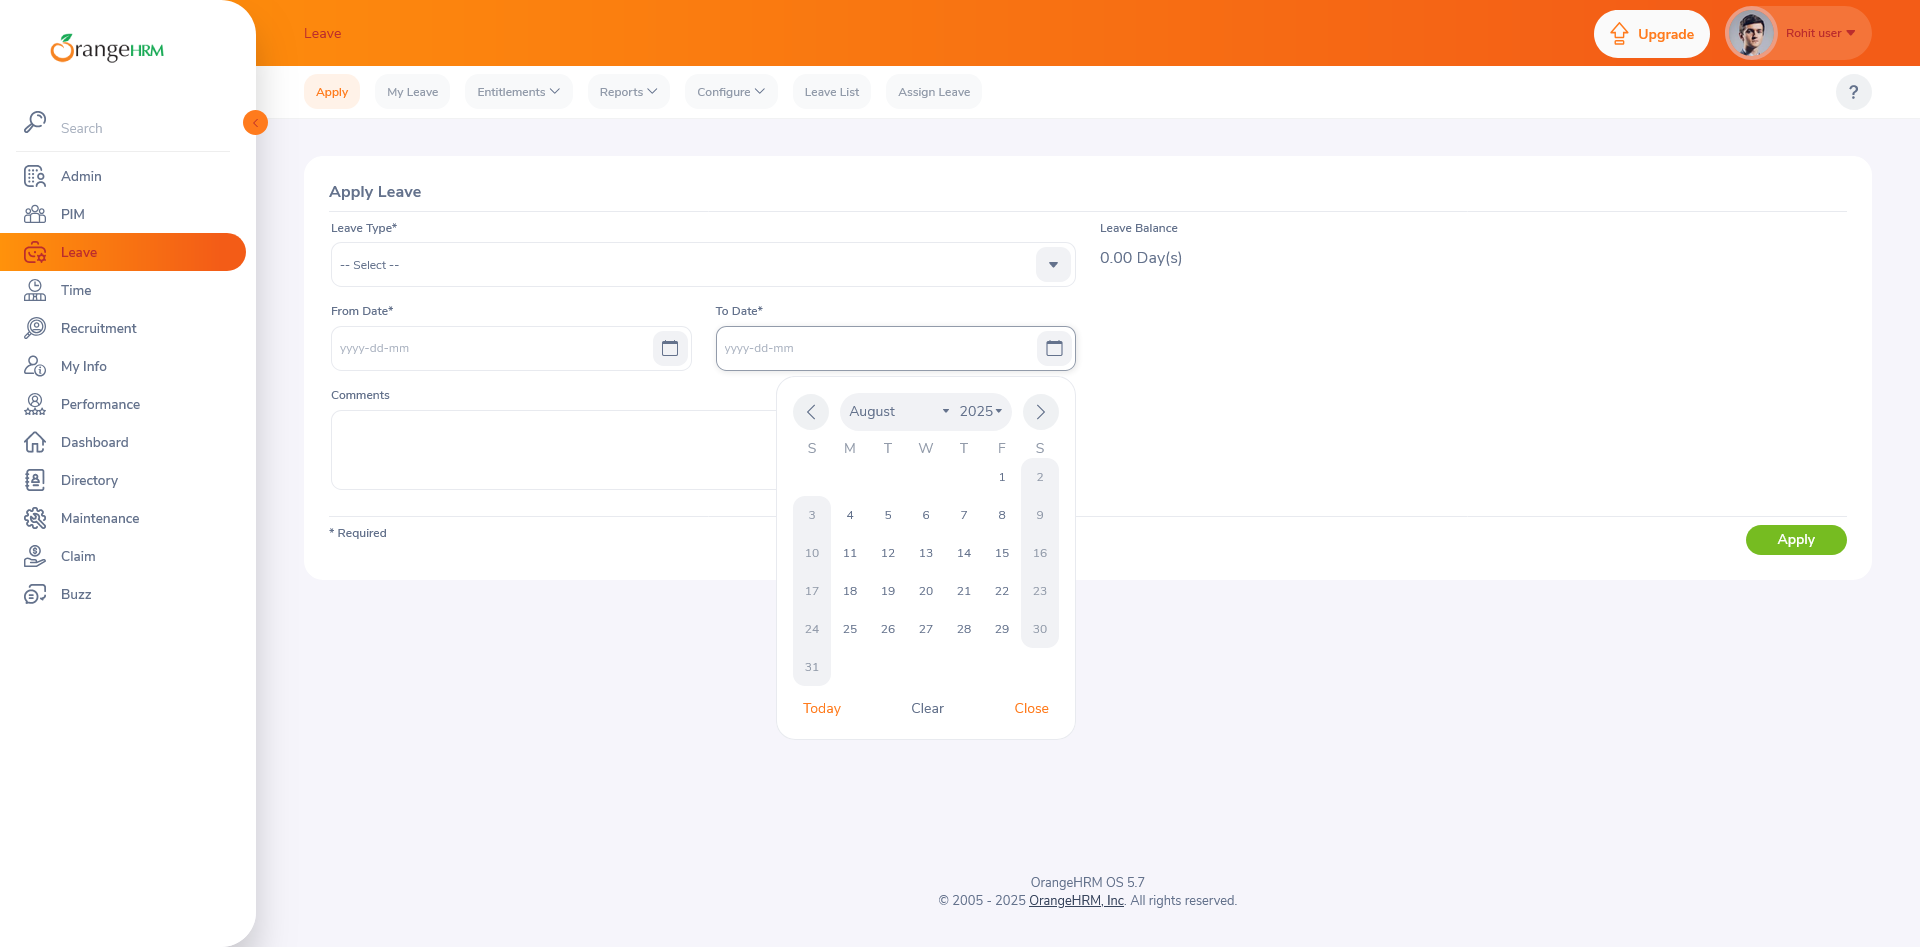 OrangeHRM
Leave
Upgrade
Rohit user
Apply
My Leave
Entitlements
Reports
Configure
Leave List
Assign Leave
?
Search
Admin
PIM
Leave
Time
Recruitment
My Info
Performance
Dashboard
Directory
Maintenance
Claim
Buzz
Apply Leave
Leave Type*
Leave Balance
-- Select --
0.00 Day(s)
From Date*
To Date*
yyyy-dd-mm
yyyy-dd-mm
Comments
August 2025
S M T W T F S
1 2
3 4 5 6 7 8 9
10 11 12 13 14 15 16
17 18 19 20 21 22 23
24 25 26 27 28 29 30
31
Today Clear Close
* Required
Apply
OrangeHRM OS 5.7
© 2005 - 2025 OrangeHRM, Inc. All rights reserved.